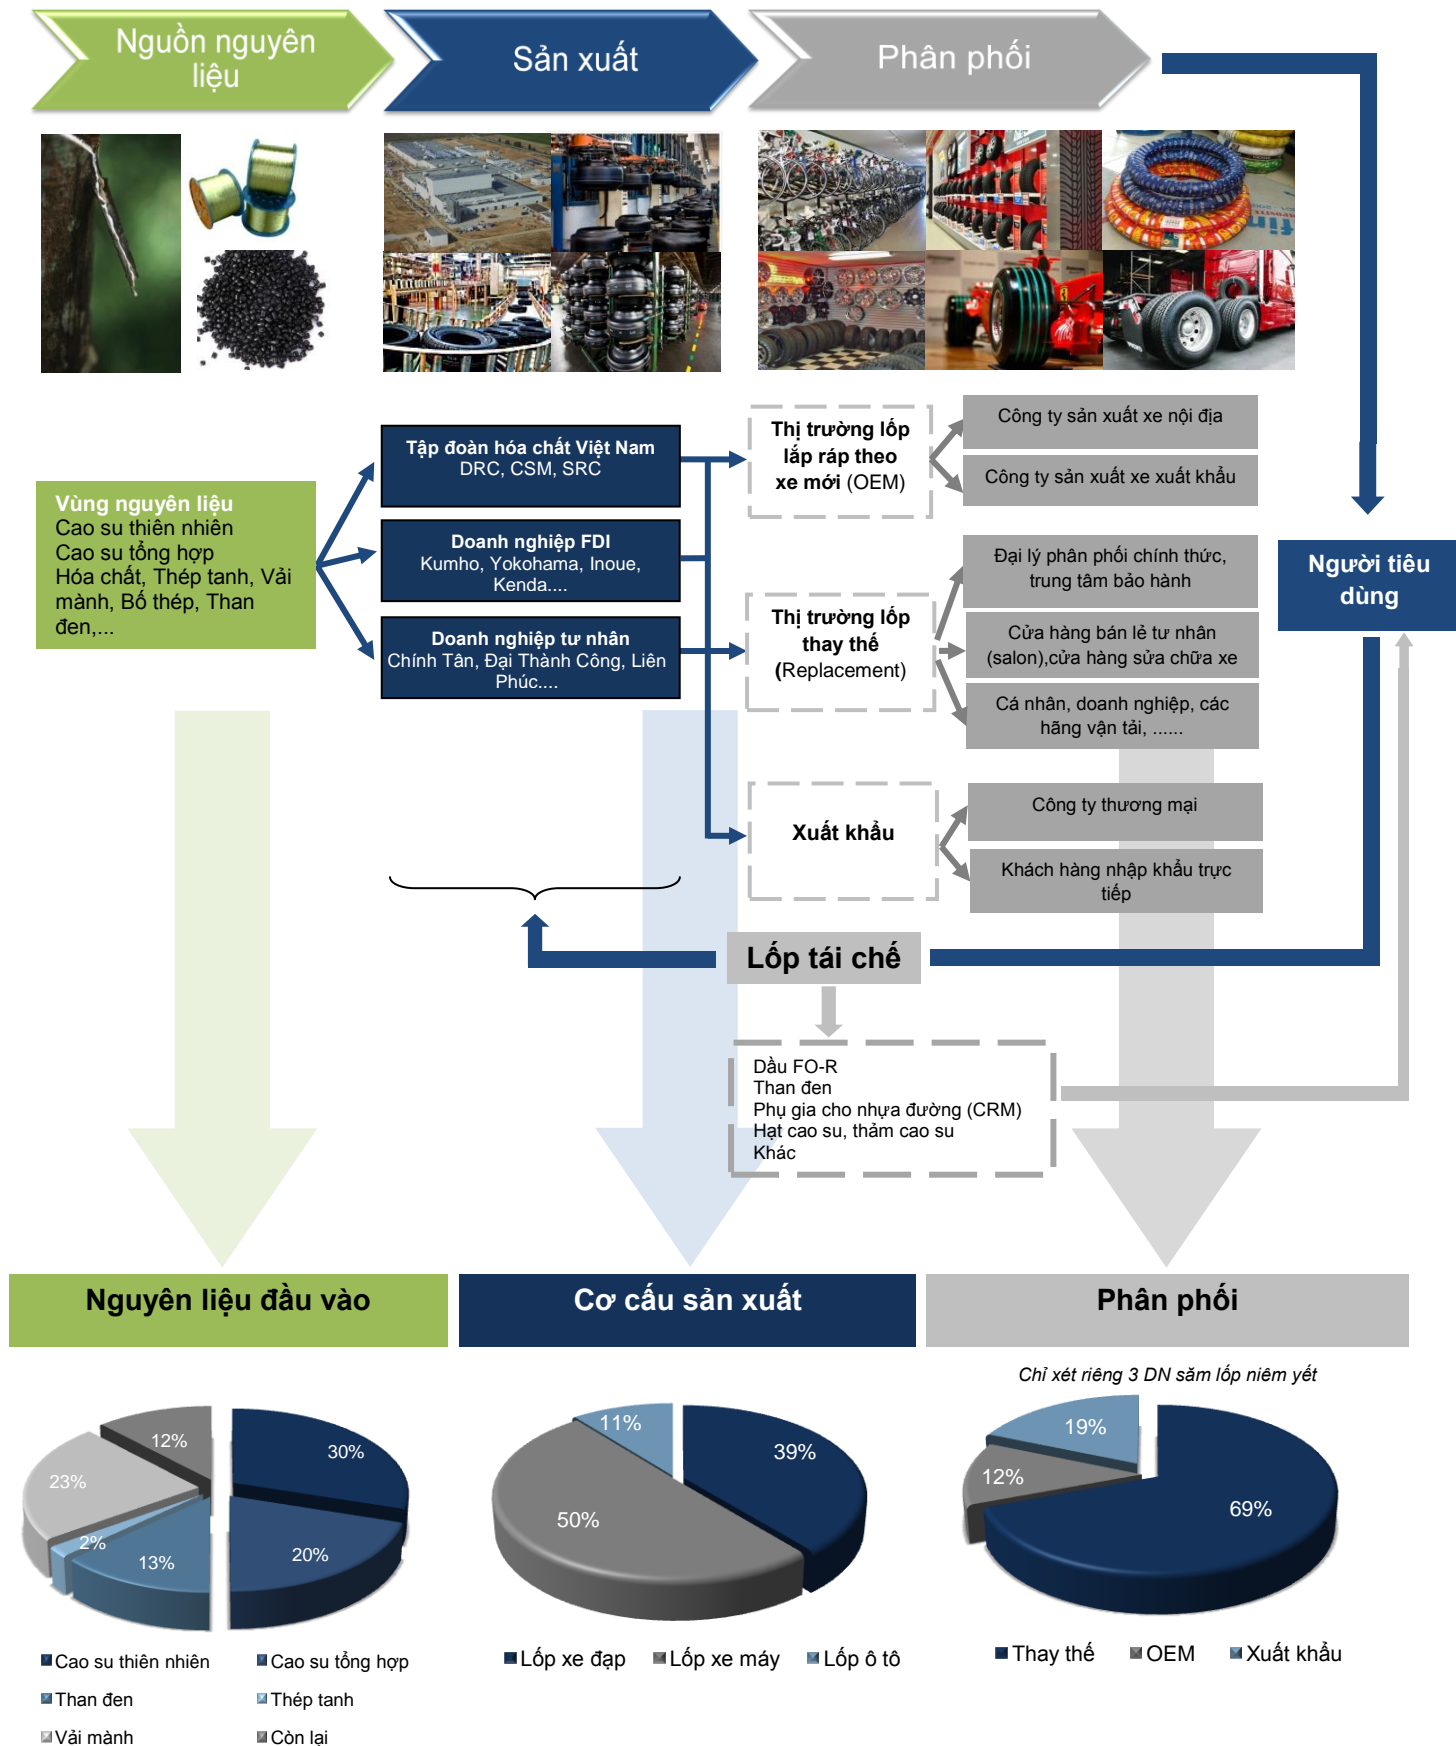 Nguồn nguyên
liệu
Sản xuất
Phân phối
Vùng nguyên liệu
Cao su thiên nhiên
Cao su tổng hợp
Hóa chất, Thép tanh, Vải
mành, Bố thép, Than
đen,...
Tập đoàn hóa chất Việt Nam
DRC, CSM, SRC
Doanh nghiệp FDI
Kumho, Yokohama, Inoue,
Kenda....
Doanh nghiệp tư nhân
Chính Tân, Đại Thành Công, Liên
Phúc....
Thị trường lốp
lắp ráp theo
xe mới (OEM)
Thị trường lốp
thay thế
(Replacement)
Xuất khẩu
Công ty sản xuất xe nội địa
Công ty sản xuất xe xuất khẩu
Đại lý phân phối chính thức,
trung tâm bảo hành
Cửa hàng bán lẻ tư nhân
(salon),cửa hàng sửa chữa xe
Cá nhân, doanh nghiệp, các
hãng vận tải, ......
Công ty thương mại
Khách hàng nhập khẩu trực
tiếp
Người tiêu
dùng
Lốp tái chế
Dầu FO-R
Than đen
Phụ gia cho nhựa đường (CRM)
Hạt cao su, thảm cao su
Khác
Nguyên liệu đầu vào
Cơ cấu sản xuất
Phân phối
12%
30%
23%
2%
13%
20%
Cao su thiên nhiên
Cao su tổng hợp
Than đen
Thép tanh
Vải mành
Còn lại
11%
39%
50%
Lốp xe đạp
Lốp xe máy
Lốp ô tô
Chỉ xét riêng 3 DN săm lốp niêm yết
19%
12%
69%
Thay thế
OEM
Xuất khẩu